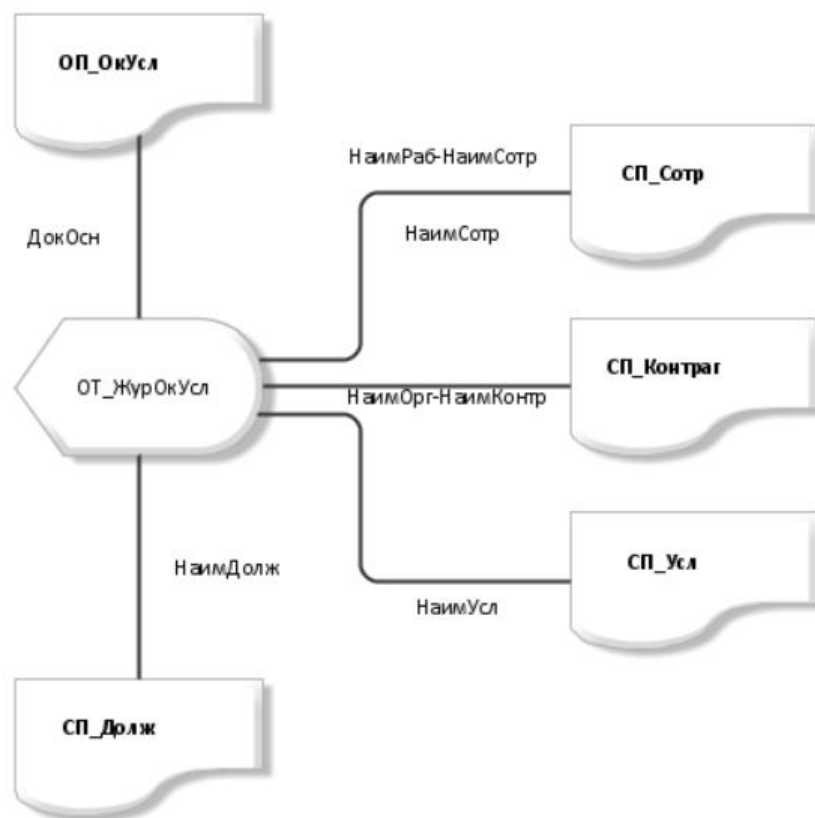 ОП_ОкУсл
НаимРаб-НаимСотр
СП_Сотр
НаимСотр
ДокОсн
СП_Контраг
ОТ_ЖурОкУсл
НаимОрг-НаимКонтр
СП_Усл
НаимДолж
НаимУсл
СП_Долж